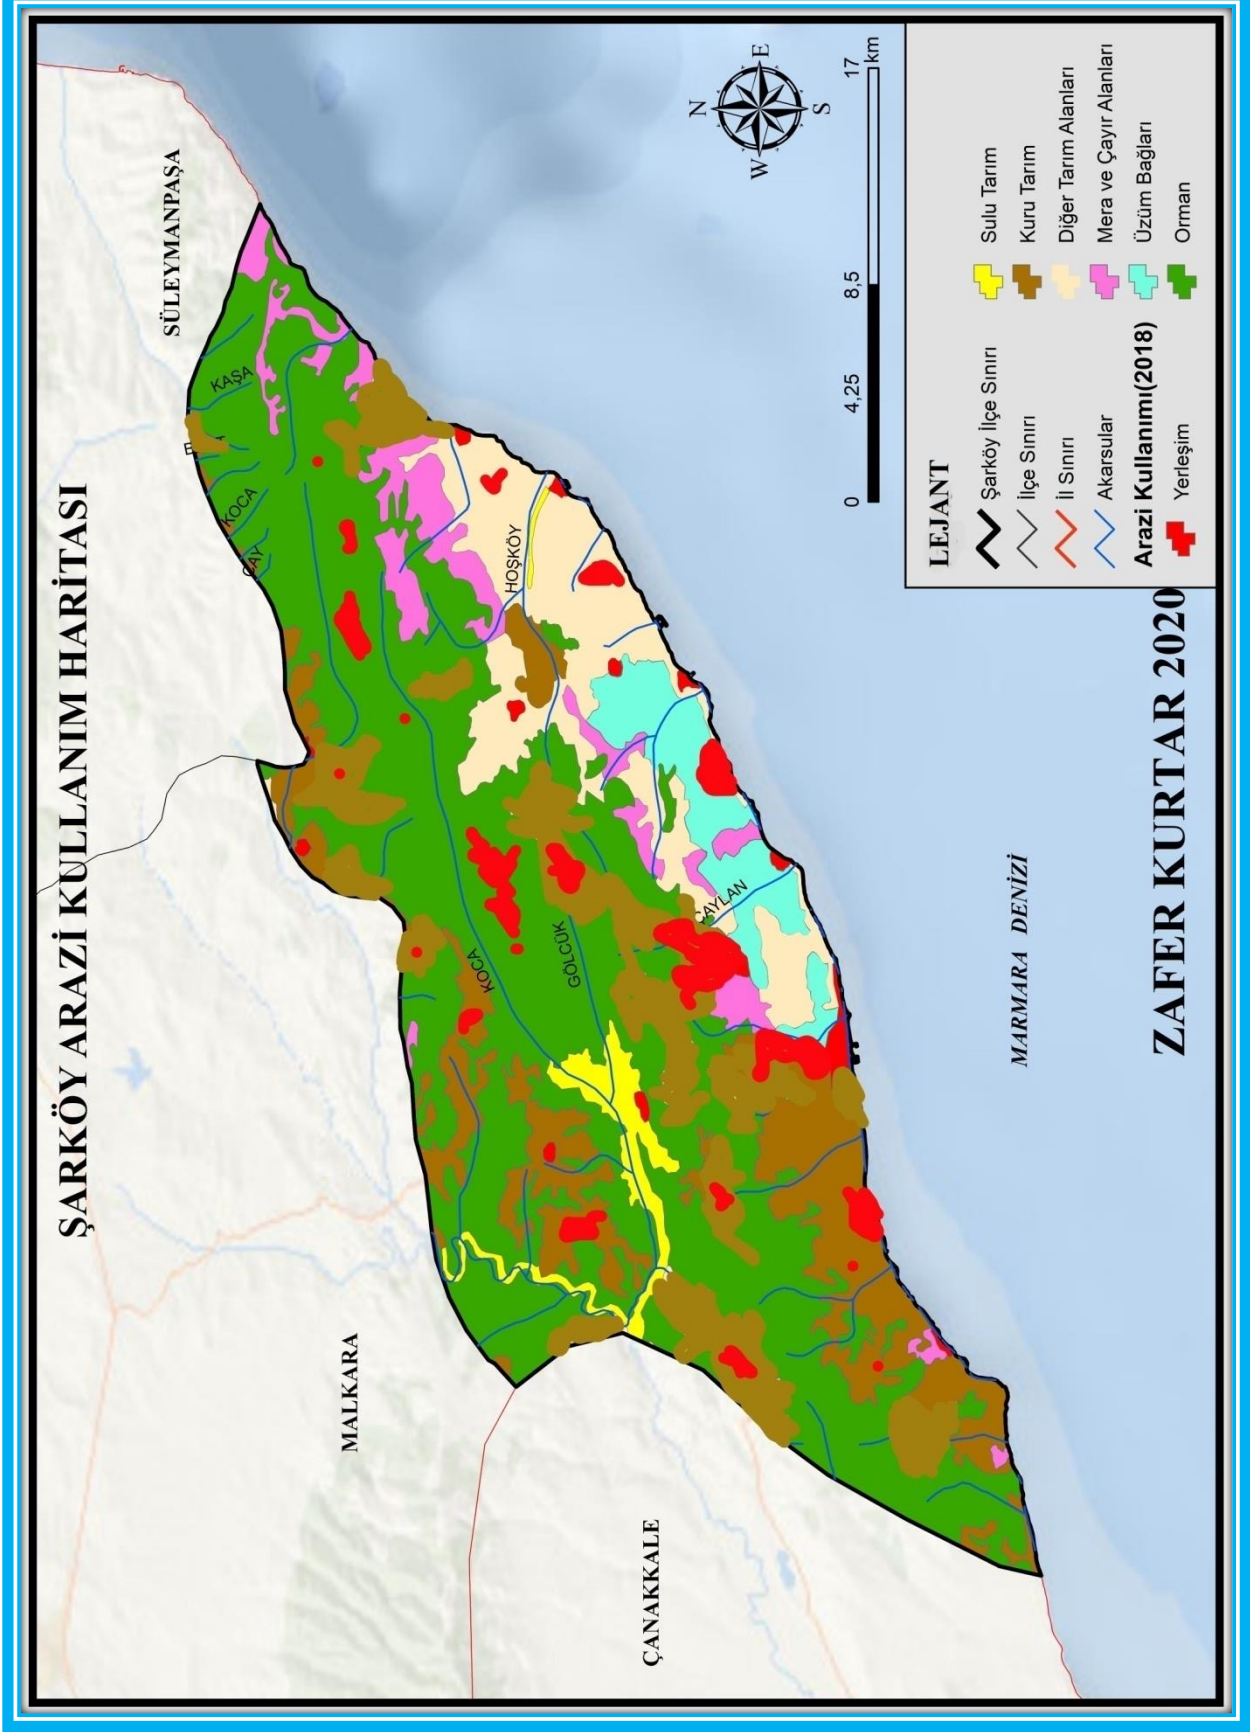 ŞARKÖY ARAZİ KULLANIM HARİTASI
SÜLEYMANPAŞA
MALKARA
ÇANAKKALE
KAŞA
KOCA
ÇAY
HOŞKÖY
KOCA
GÖLCÜK
ÇAYLAN
MARMARA DENİZİ
N
E
S
W
0 4,25 8,5 17
km
LEJANT
Şarköy İlçe Sınırı
İlçe Sınırı
İl Sınırı
Akarsular
Arazi Kullanımı(2018)
Yerleşim
Sulu Tarım
Kuru Tarım
Diğer Tarım Alanları
Mera ve Çayır Alanları
Üzüm Bağları
Orman
ZAFER KURTAR 2020